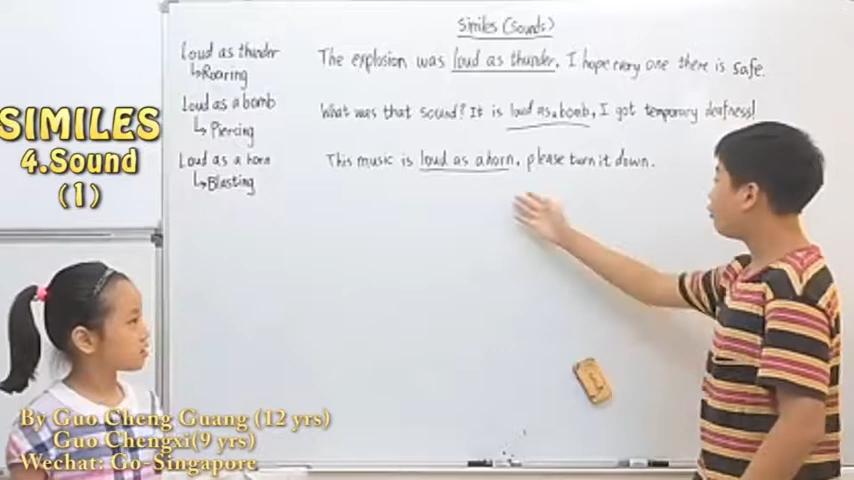 Similes (Sounds)
Loud as thunder
↳Roaring
The explosion was loud as thunder, I hope every one there is safe.
Loud as a bomb
↳Piercing
What was that sound? It is loud as a bomb, I got temporary deafness!
Loud as a horn
↳Blasting
This music is loud as a horn, please turn it down.
SIMILES
4.Sound
(1)
By Guo Cheng Guang (12 yrs)
Guo Chengxi(9 yrs)
Wechat: Go-Singapore